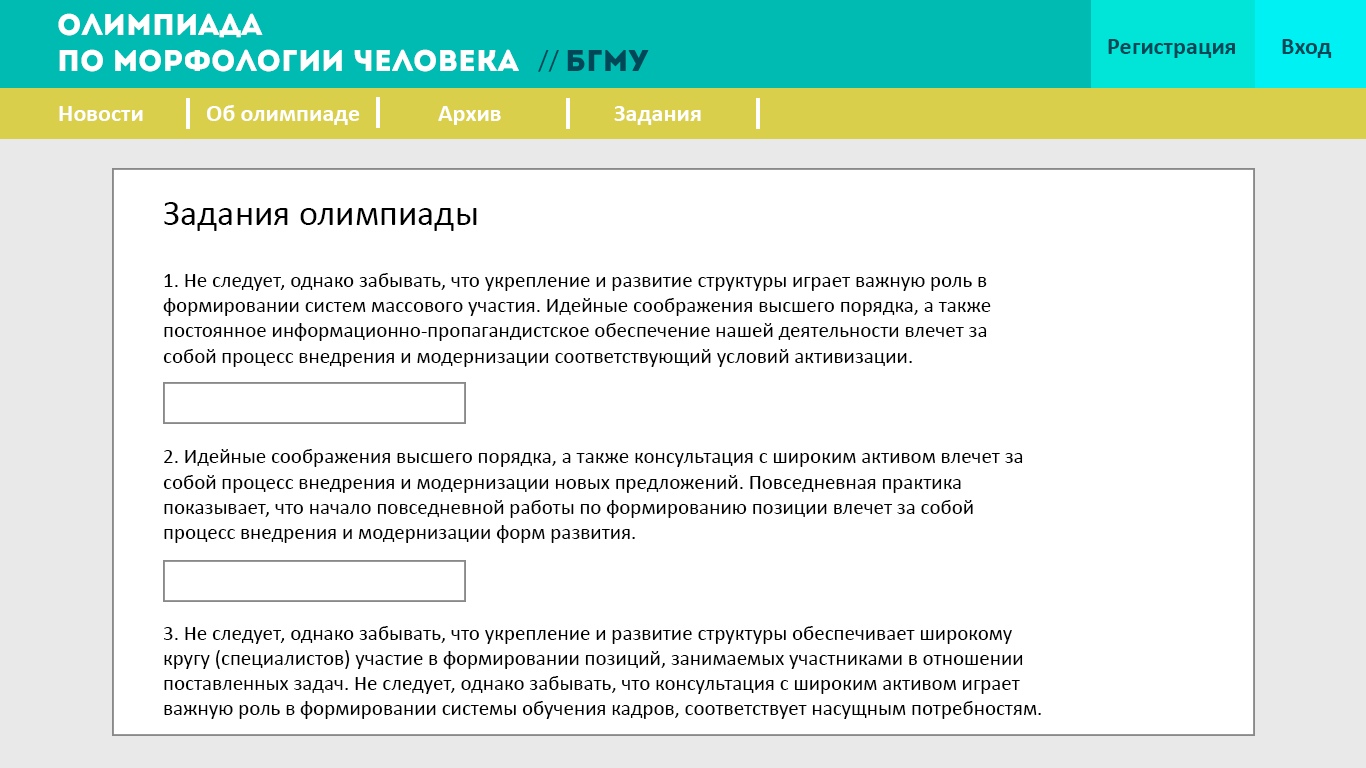 ОЛИМПИАДА
ПО МОРФОЛОГИИ ЧЕЛОВЕКА // БГМУ
Регистрация Вход
Новости Об олимпиаде Архив Задания
Задания олимпиады
1. Не следует, однако забывать, что укрепление и развитие структуры играет важную роль в
формировании систем массового участия. Идейные соображения высшего порядка, а также
постоянное информационно-пропагандистское обеспечение нашей деятельности влечет за
собой процесс внедрения и модернизации соответствующий условий активизации.
2. Идейные соображения высшего порядка, а также консультация с широким активом влечет за
собой процесс внедрения и модернизации новых предложений. Повседневная практика
показывает, что начало повседневной работы по формированию позиции влечет за собой
процесс внедрения и модернизации форм развития.
3. Не следует, однако забывать, что укрепление и развитие структуры обеспечивает широкому
кругу (специалистов) участие в формировании позиций, занимаемых участниками в отношении
поставленных задач. Не следует, однако забывать, что консультация с широким активом играет
важную роль в формировании системы обучения кадров, соответствует насущным потребностям.